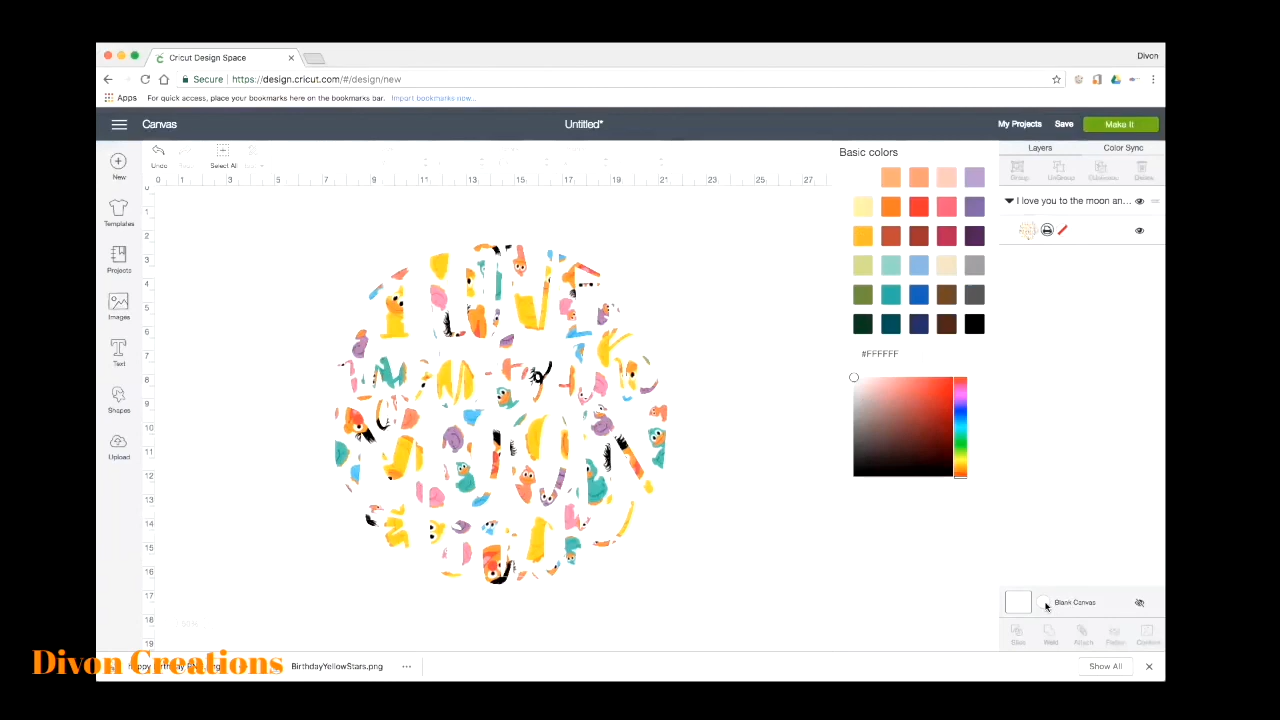 Cricut Design Space
Divon
Secure https://design.cricut.com/#/design/new
Apps For quick access, place your bookmarks here on the bookmarks bar. Import bookmarks now...
Canvas
Untitled*
My Projects Save Make It
Undo
Select All
Layers Color Sync
Group
UnGroup
Delete
0 1 3 5 7 9 11 13 15 17 19 21 23 25 27
New
Templates
Projects
Images
Text
Shapes
Upload
0
1
2
3
4
5
6
7
8
9
10
11
12
13
14
15
16
17
18
19
Basic colors
#FFFFFF
I love you to the moon an...
Blank Canvas
Slice Weld Attach Flatten Contour
Divon Creations
BirthdayYellowStars.png
Show All